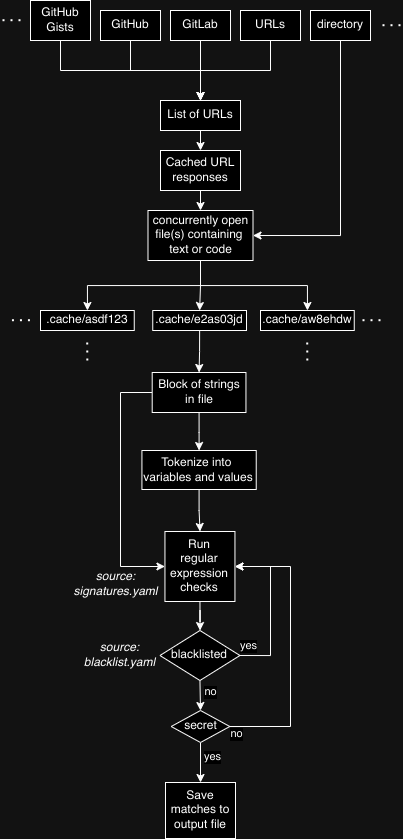 GitHub
Gists
GitHub
GitLab
URLs
directory
List of URLs
Cached URL
responses
concurrently open
file(s) containing
text or code
.cache/asdf123
.cache/e2as03jd
.cache/aw8ehdw
Block of strings
in file
Tokenize into
variables and values
Run
regular
expression
checks
source:
signatures.yaml
source:
blacklist.yaml
blacklisted
yes
no
secret
no
yes
Save
matches to
output file